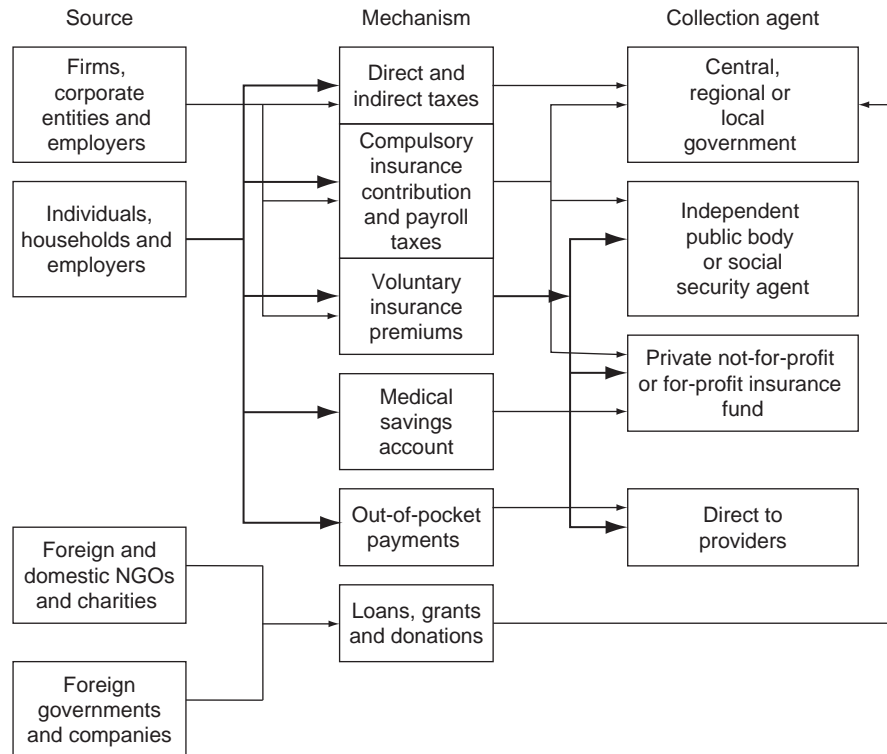 Source
Mechanism
Collection agent
Firms,
corporate
entities and
employers
Individuals,
households and
employers
Foreign and
domestic NGOs
and charities
Foreign
governments
and companies
Direct and
indirect taxes
Compulsory
insurance
contribution
and payroll
taxes
Voluntary
insurance
premiums
Medical
savings
account
Out-of-pocket
payments
Loans, grants
and donations
Central,
regional or
local
government
Independent
public body
or social
security agent
Private not-for-profit
or for-profit insurance
fund
Direct to
providers